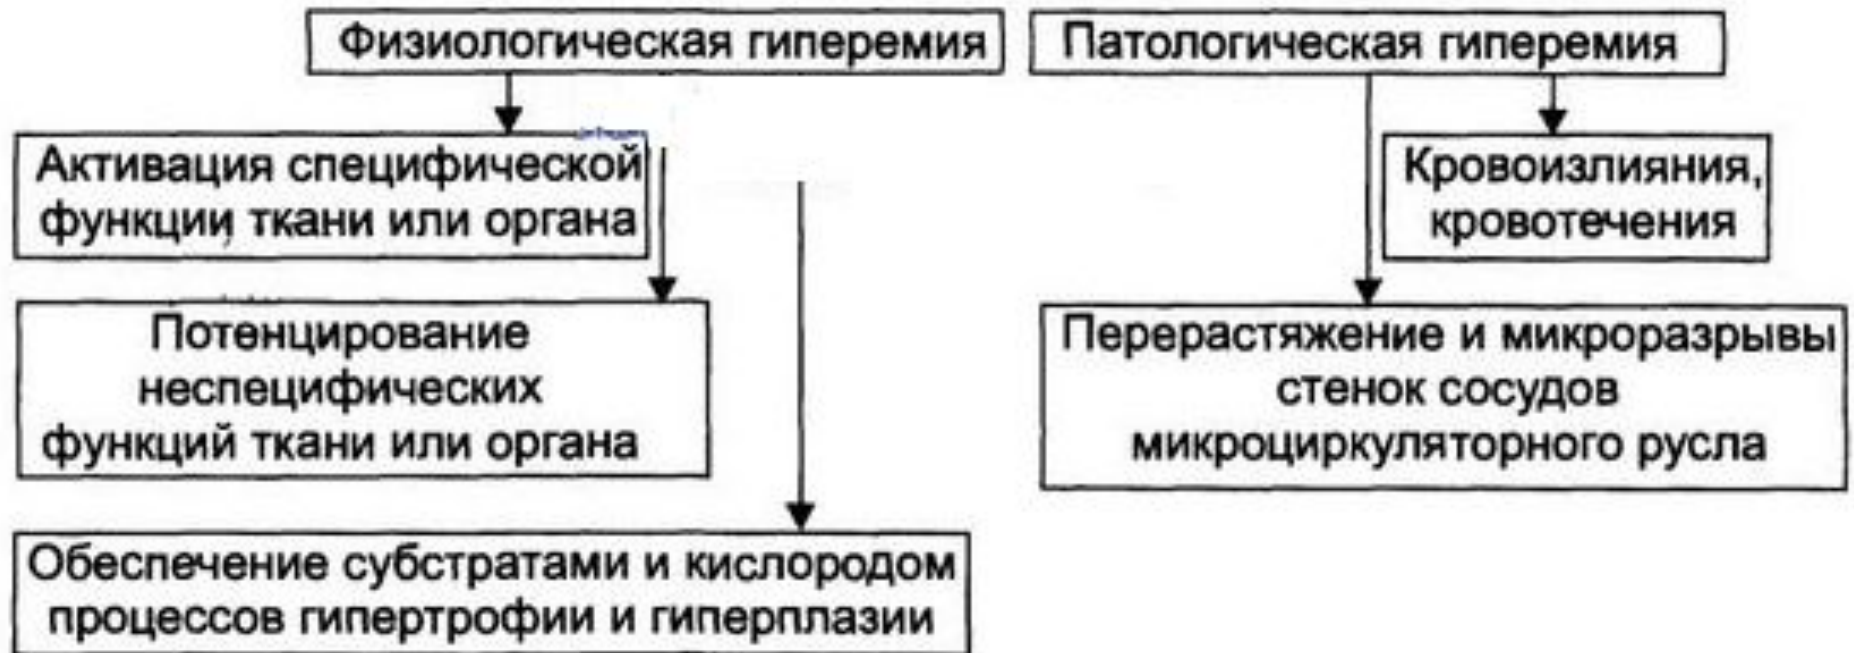 Физиологическая гиперемия
Патологическая гиперемия
Активация специфической
функции ткани или органа
Кровоизлияния,
кровотечения
Потенцирование
неспецифических
функций ткани или органа
Перерастяжение и микроразрывы
стенок сосудов
микроциркуляторного русла
Обеспечение субстратами и кислородом
процессов гипертрофии и гиперплазии